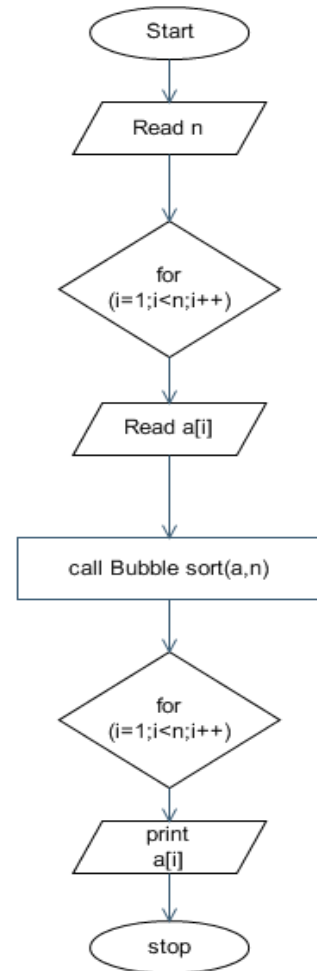 Start
Read n
for
(i=1;i<n;i++)
Read a[i]
call Bubble sort(a,n)
for
(i=1;i<n;i++)
print
a[i]
stop